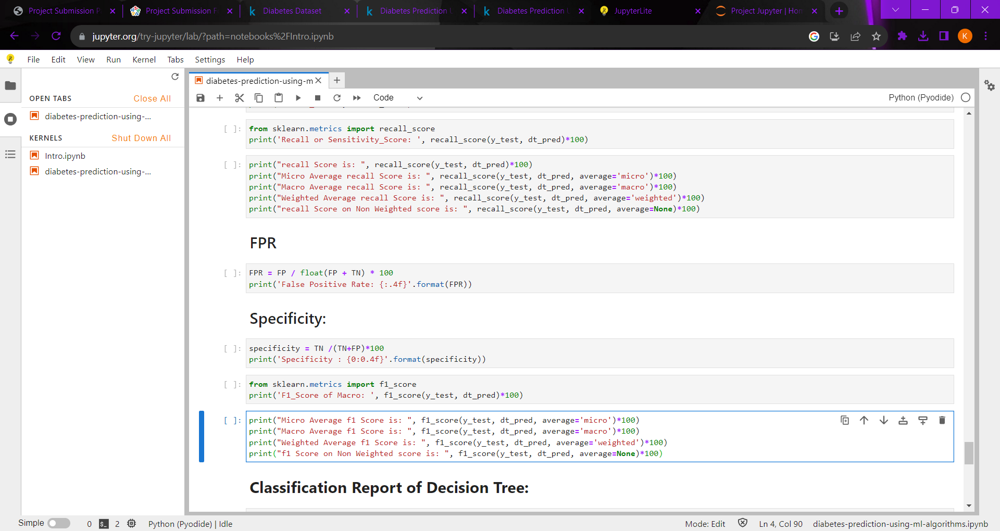 Project Submission P
Project Submission F
Diabetes Dataset
Diabetes Prediction U
Diabetes Prediction U
JupyterLite
Project Jupyter | Hom
jupyter.org/try-jupyter/lab/?path=notebooks%2FIntro.ipynb
K
File Edit View Run Kernel Tabs Settings Help
OPEN TABS Close All
diabetes-prediction-using-...
KERNELS Shut Down All
Intro.ipynb
diabetes-prediction-using-...
diabetes-prediction-using-m
Code
Python (Pyodide)
[ ]: from sklearn.metrics import recall_score
print('Recall or Sensitivity_Score: ', recall_score(y_test, dt_pred)*100)
[ ]: print("recall Score is: ", recall_score(y_test, dt_pred)*100)
print("Micro Average recall Score is: ", recall_score(y_test, dt_pred, average='micro')*100)
print("Macro Average recall Score is: ", recall_score(y_test, dt_pred, average='macro')*100)
print("Weighted Average recall Score is: ", recall_score(y_test, dt_pred, average='weighted')*100)
print("recall Score on Non Weighted score is: ", recall_score(y_test, dt_pred, average=None)*100)
FPR
[ ]: FPR = FP / float(FP + TN) * 100
print('False Positive Rate: {:.4f}'.format(FPR))
Specificity:
[ ]: specificity = TN /(TN+FP)*100
print('Specificity : {0:0.4f}'.format(specificity))
[ ]: from sklearn.metrics import f1_score
print('F1_Score of Macro: ', f1_score(y_test, dt_pred)*100)
[ ]: print("Micro Average f1 Score is: ", f1_score(y_test, dt_pred, average='micro')*100)
print("Macro Average f1 Score is: ", f1_score(y_test, dt_pred, average='macro')*100)
print("Weighted Average f1 Score is: ", f1_score(y_test, dt_pred, average='weighted')*100)
print("f1 Score on Non Weighted score is: ", f1_score(y_test, dt_pred, average=None)*100)
Classification Report of Decision Tree:
Simple 0 $_ 2 Python (Pyodide) | Idle Mode: Edit Ln 4, Col 90 diabetes-prediction-using-ml-algorithms.ipynb